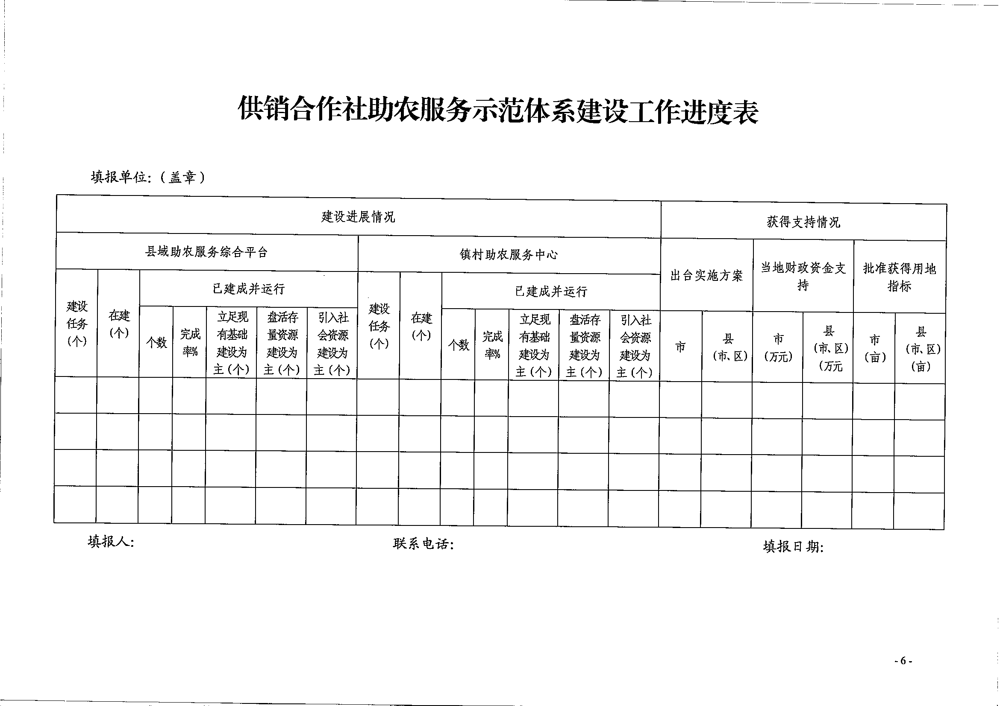 供销合作社助农服务示范体系建设工作进度表
填报单位:（盖章）
建设进展情况
获得支持情况
县域助农服务综合平台
镇村助农服务中心
出台实施方案
当地财政资金支
持
批准获得用地
指标
建设
任务
（个）
在建
（个）
已建成并运行
个数
完成
率%
立足现
有基础
建设为
主（个）
盘活存
量资源
建设为
主（个）
引入社
会资源
建设为
主（个）
建设
任务
（个）
在建
（个）
已建成并运行
个数
完成
率%
立足现
有基础
建设为
主（个）
盘活存
量资源
建设为
主（个）
引入社
会资源
建设为
主（个）
市
县
（市、区）
市
（万元）
县
（市、区）
（万元
市
（亩）
县
（市、区）
（亩）
填报人:
联系电话:
填报日期:
- 6 -